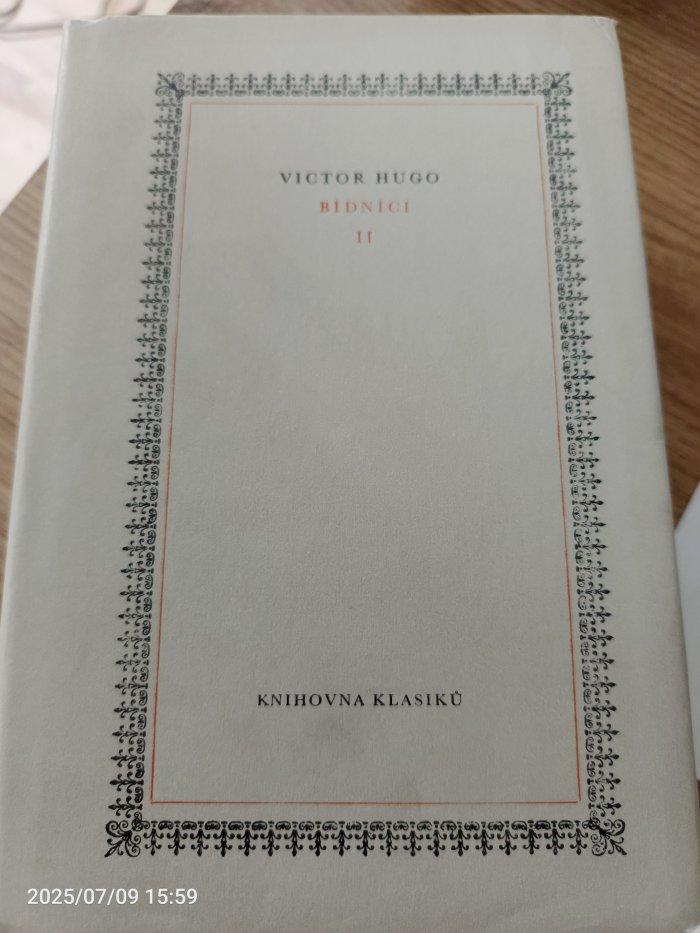 VICTOR HUGO
BÍDNÍCI
II
KNIHOVNA KLASIKŮ
2025/07/09 15:59